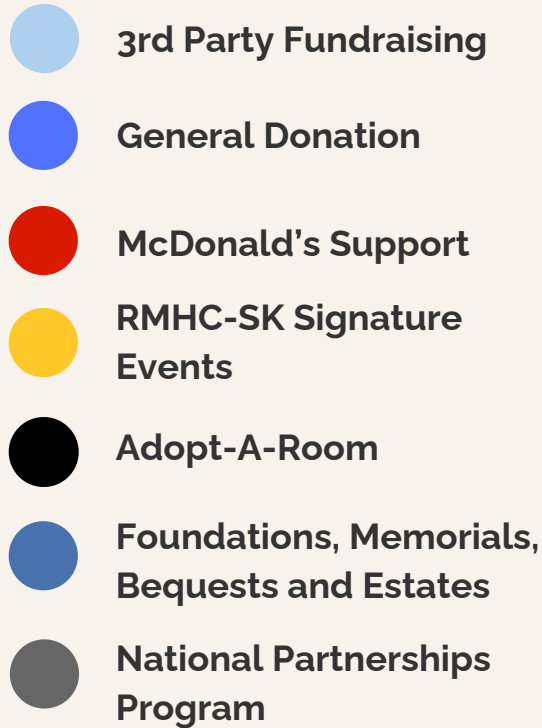 3rd Party Fundraising
General Donation
McDonald’s Support
RMHC-SK Signature
Events
Adopt-A-Room
Foundations, Memorials,
Bequests and Estates
National Partnerships
Program